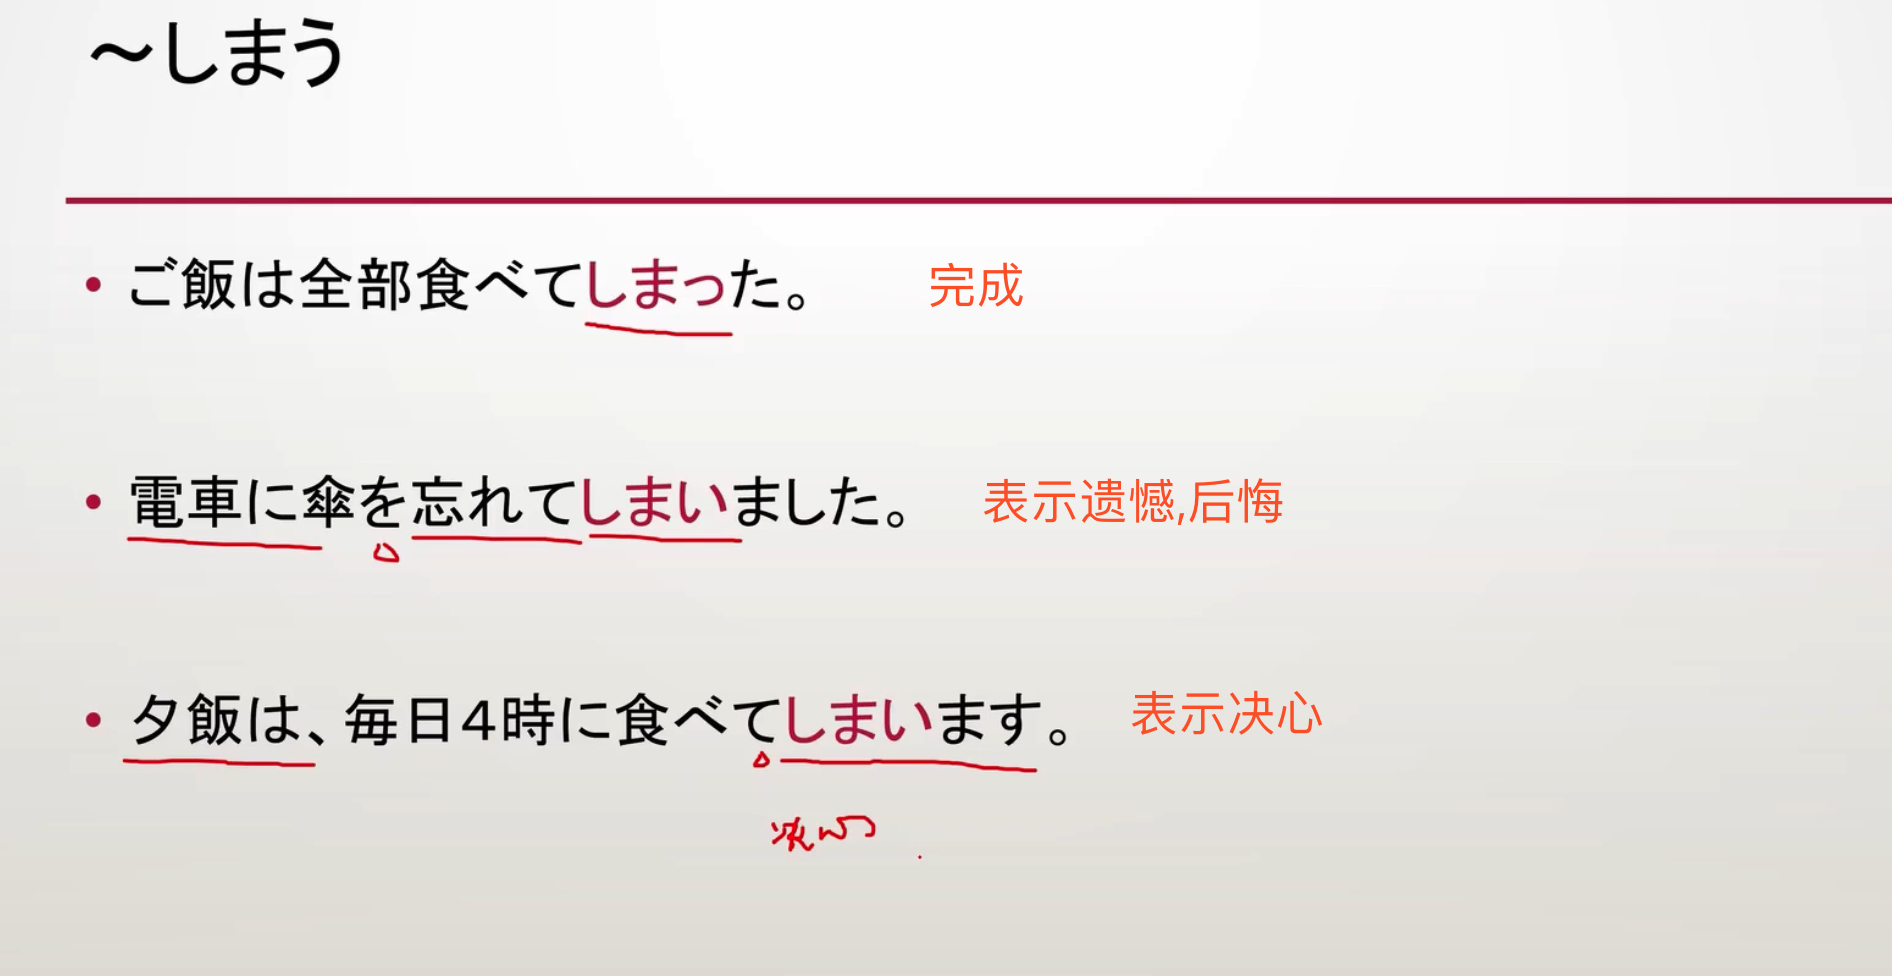 ～しまう
• ご飯は全部食べてしまった。 完成
• 電車に傘を忘れてしまいました。 表示遗憾,后悔
• 夕飯は、毎日4時に食べてしまいます。 表示决心
决心